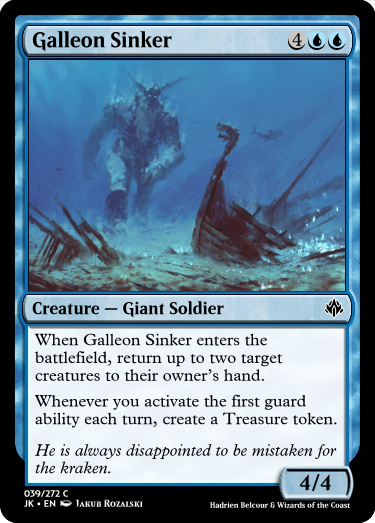 Galleon Sinker 4
Creature — Giant Soldier
When Galleon Sinker enters the
battlefield, return up to two target
creatures to their owner's hand.
Whenever you activate the first guard
ability each turn, create a Treasure token.
He is always disappointed to be mistaken for
the kraken.
4/4
039/272 C
JK • EN Jakub Rozalski
Hadrien Belcour & Wizards of the Coast